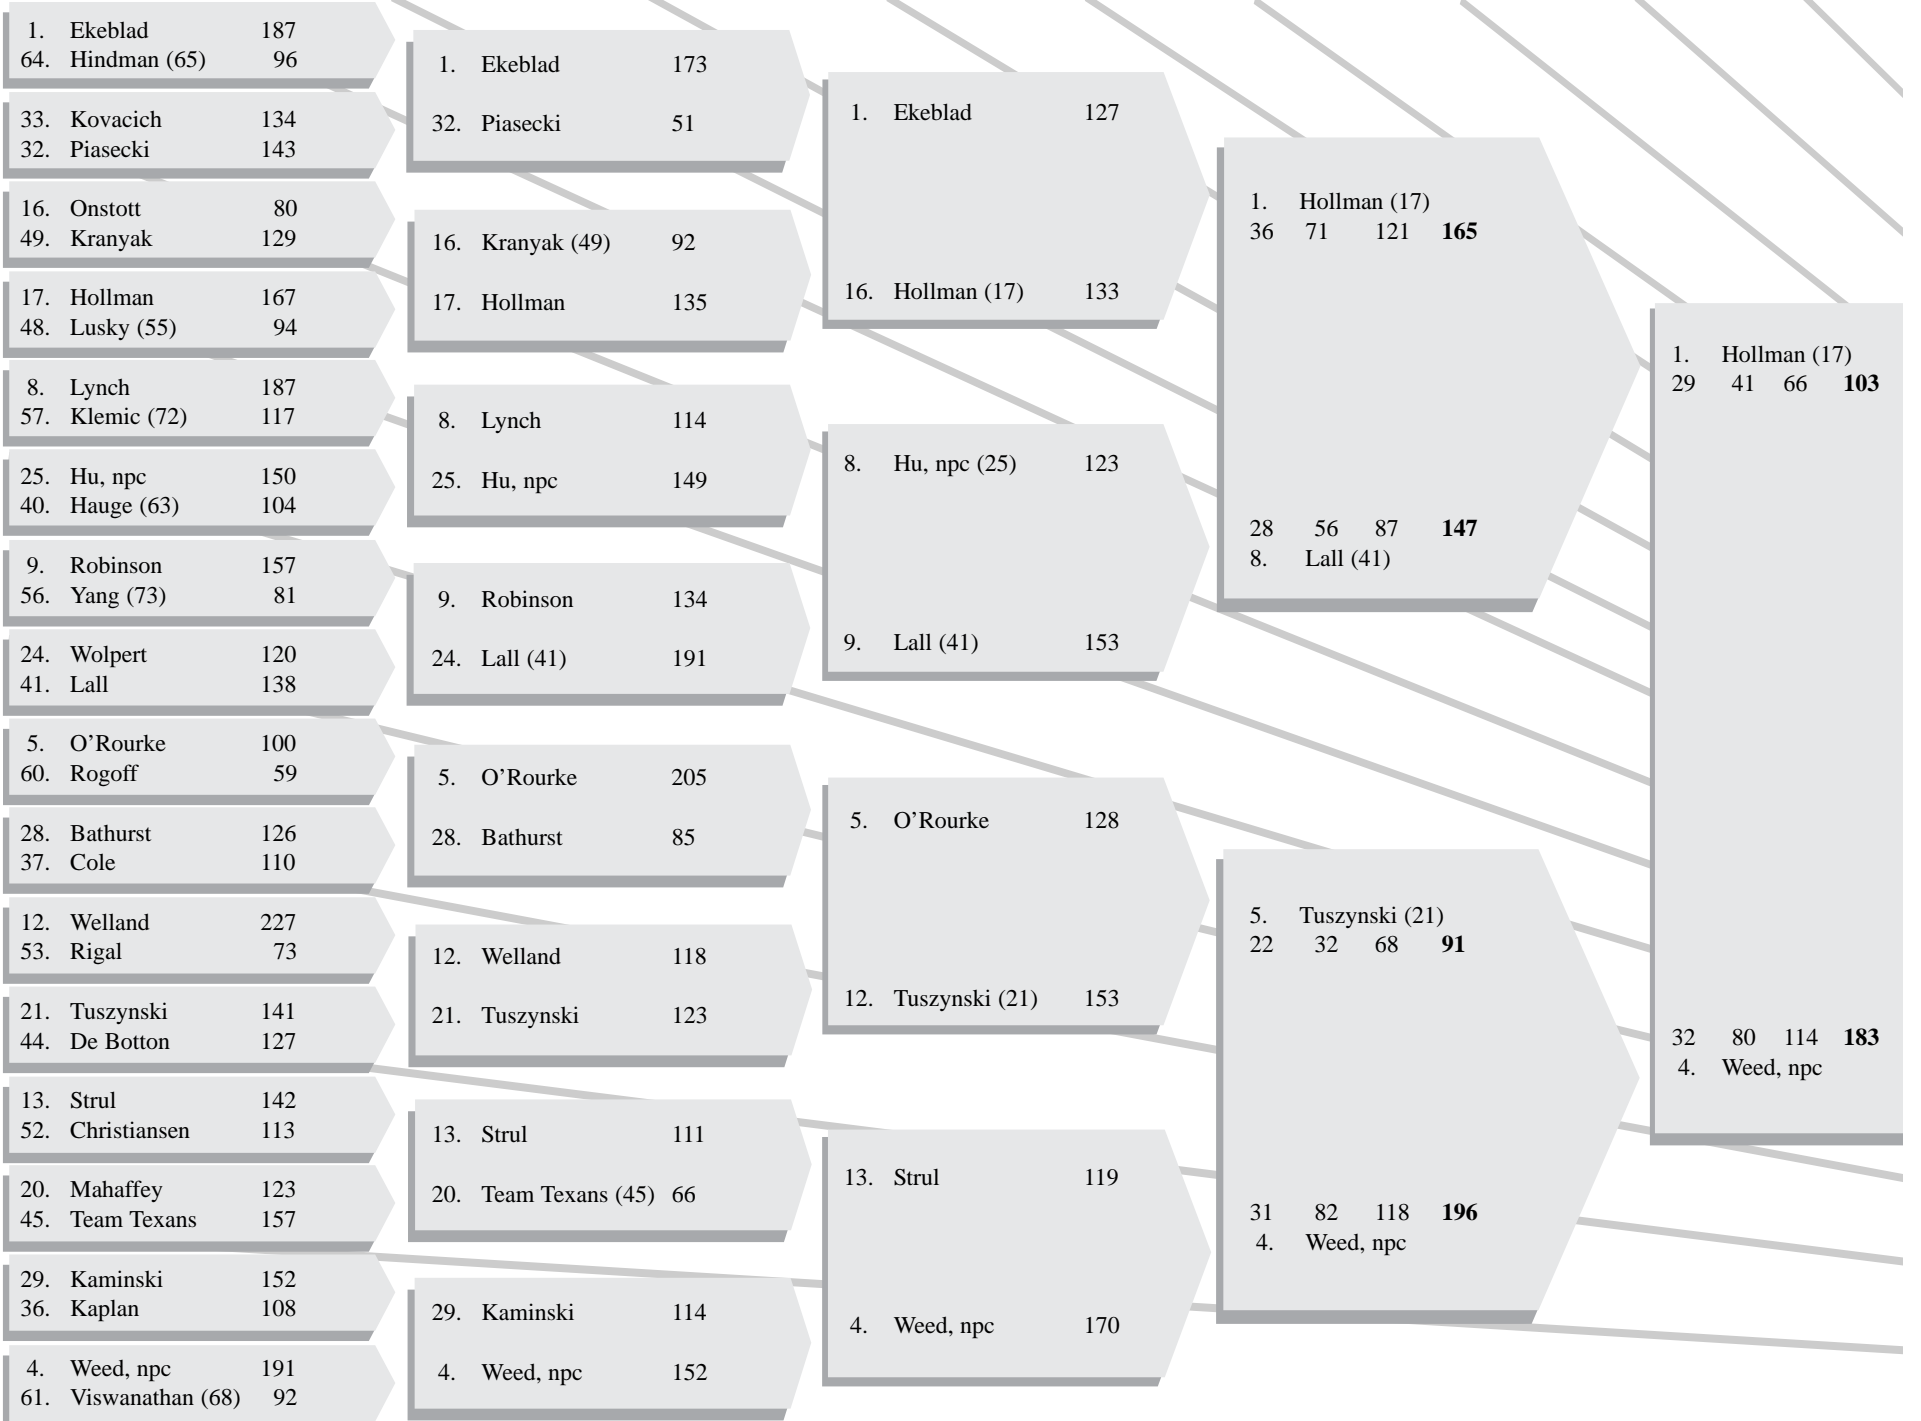 1. Ekeblad 187
64. Hindman (65) 96
33. Kovacich 134
32. Piasecki 143
16. Onstott 80
49. Kranyak 129
17. Hollman 167
48. Lusky (55) 94
8. Lynch 187
57. Klemic (72) 117
25. Hu, npc 150
40. Hauge (63) 104
9. Robinson 157
56. Yang (73) 81
24. Wolpert 120
41. Lall 138
5. O’Rourke 100
60. Rogoff 59
28. Bathurst 126
37. Cole 110
12. Welland 227
53. Rigal 73
21. Tuszynski 141
44. De Botton 127
13. Strul 142
52. Christiansen 113
20. Mahaffey 123
45. Team Texans 157
29. Kaminski 152
36. Kaplan 108
4. Weed, npc 191
61. Viswanathan (68) 92
1. Ekeblad 173
32. Piasecki 51
16. Kranyak (49) 92
17. Hollman 135
8. Lynch 114
25. Hu, npc 149
9. Robinson 134
24. Lall (41) 191
5. O’Rourke 205
28. Bathurst 85
12. Welland 118
21. Tuszynski 123
13. Strul 111
20. Team Texans (45) 66
29. Kaminski 114
4. Weed, npc 152
1. Ekeblad 127
16. Hollman (17) 133
8. Hu, npc (25) 123
9. Lall (41) 153
5. O’Rourke 128
12. Tuszynski (21) 153
13. Strul 119
4. Weed, npc 170
1. Hollman (17)
36 71 121 165
28 56 87 147
8. Lall (41)
5. Tuszynski (21)
22 32 68 91
31 82 118 196
4. Weed, npc
1. Hollman (17)
29 41 66 103
32 80 114 183
4. Weed, npc